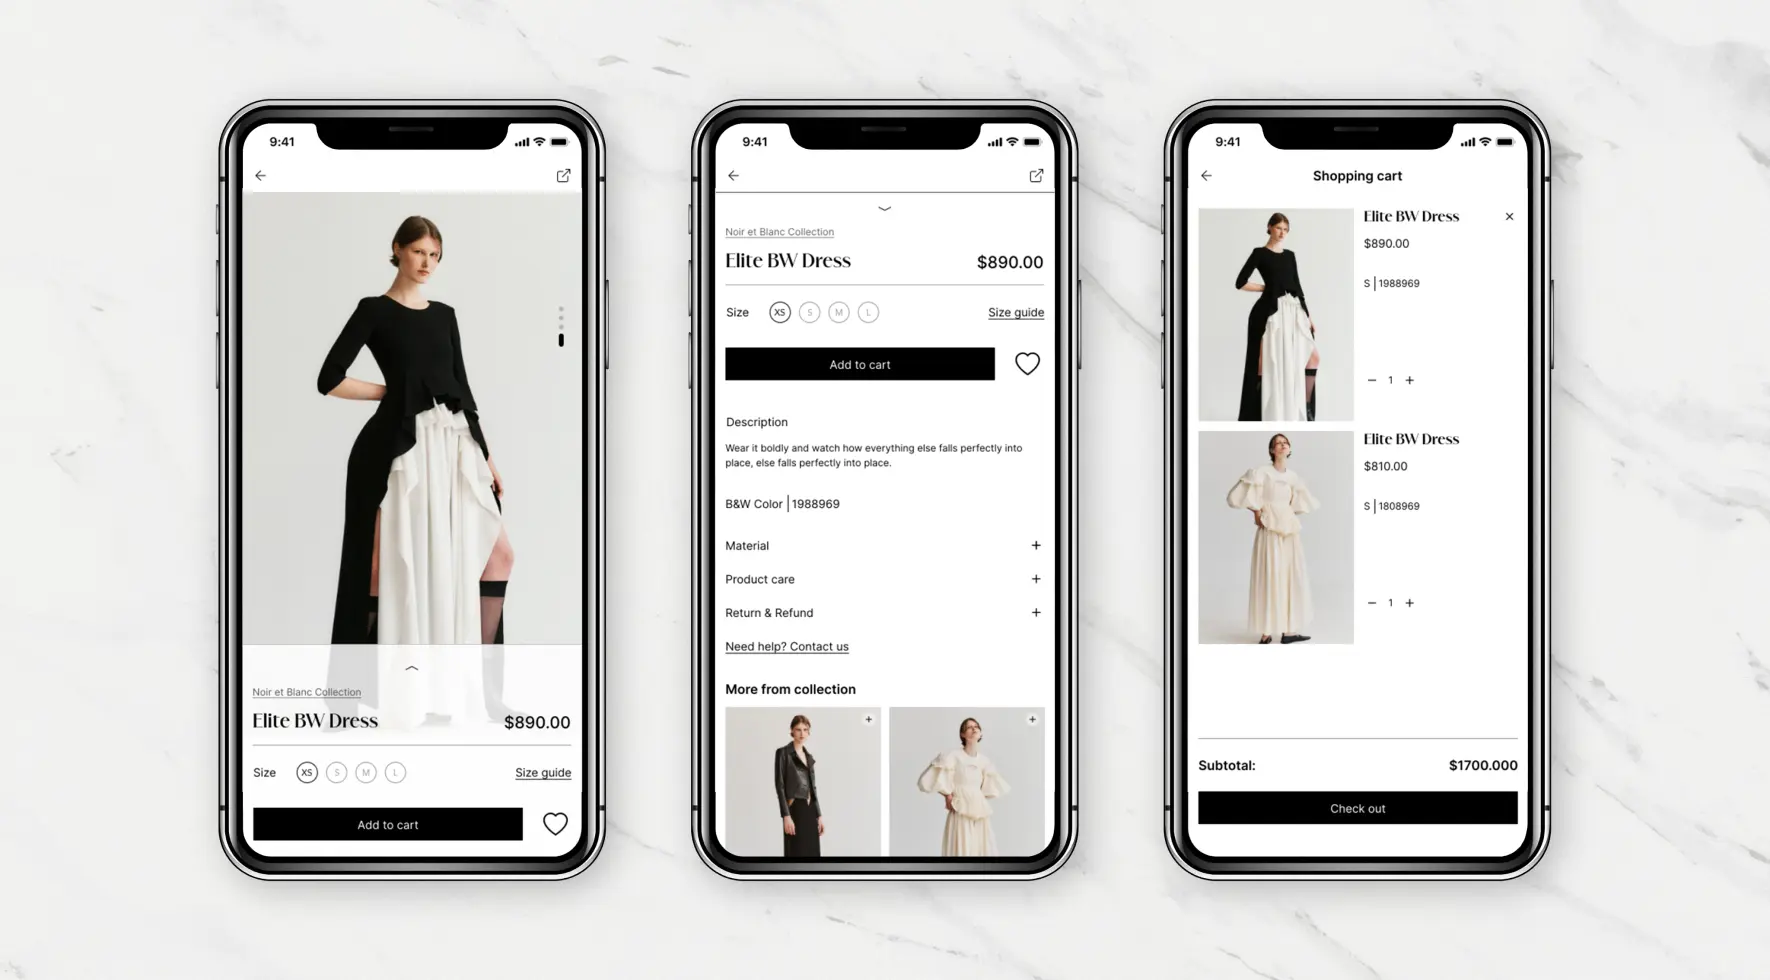 9:41
Noir et Blanc Collection
Elite BW Dress
$890.00
Size
XS
S
M
L
Size guide
Add to cart
9:41
Noir et Blanc Collection
Elite BW Dress
$890.00
Size
XS
S
M
L
Size guide
Add to cart
Description
Wear it boldly and watch how everything else falls perfectly into
place, else falls perfectly into place.
B&W Color | 1988969
Material +
Product care +
Return & Refund +
Need help? Contact us
More from collection
+
+
9:41
Shopping cart
Elite BW Dress
$890.00
S | 1988969
− 1 +
Elite BW Dress
$810.00
S | 1808969
− 1 +
Subtotal: $1700.000
Check out